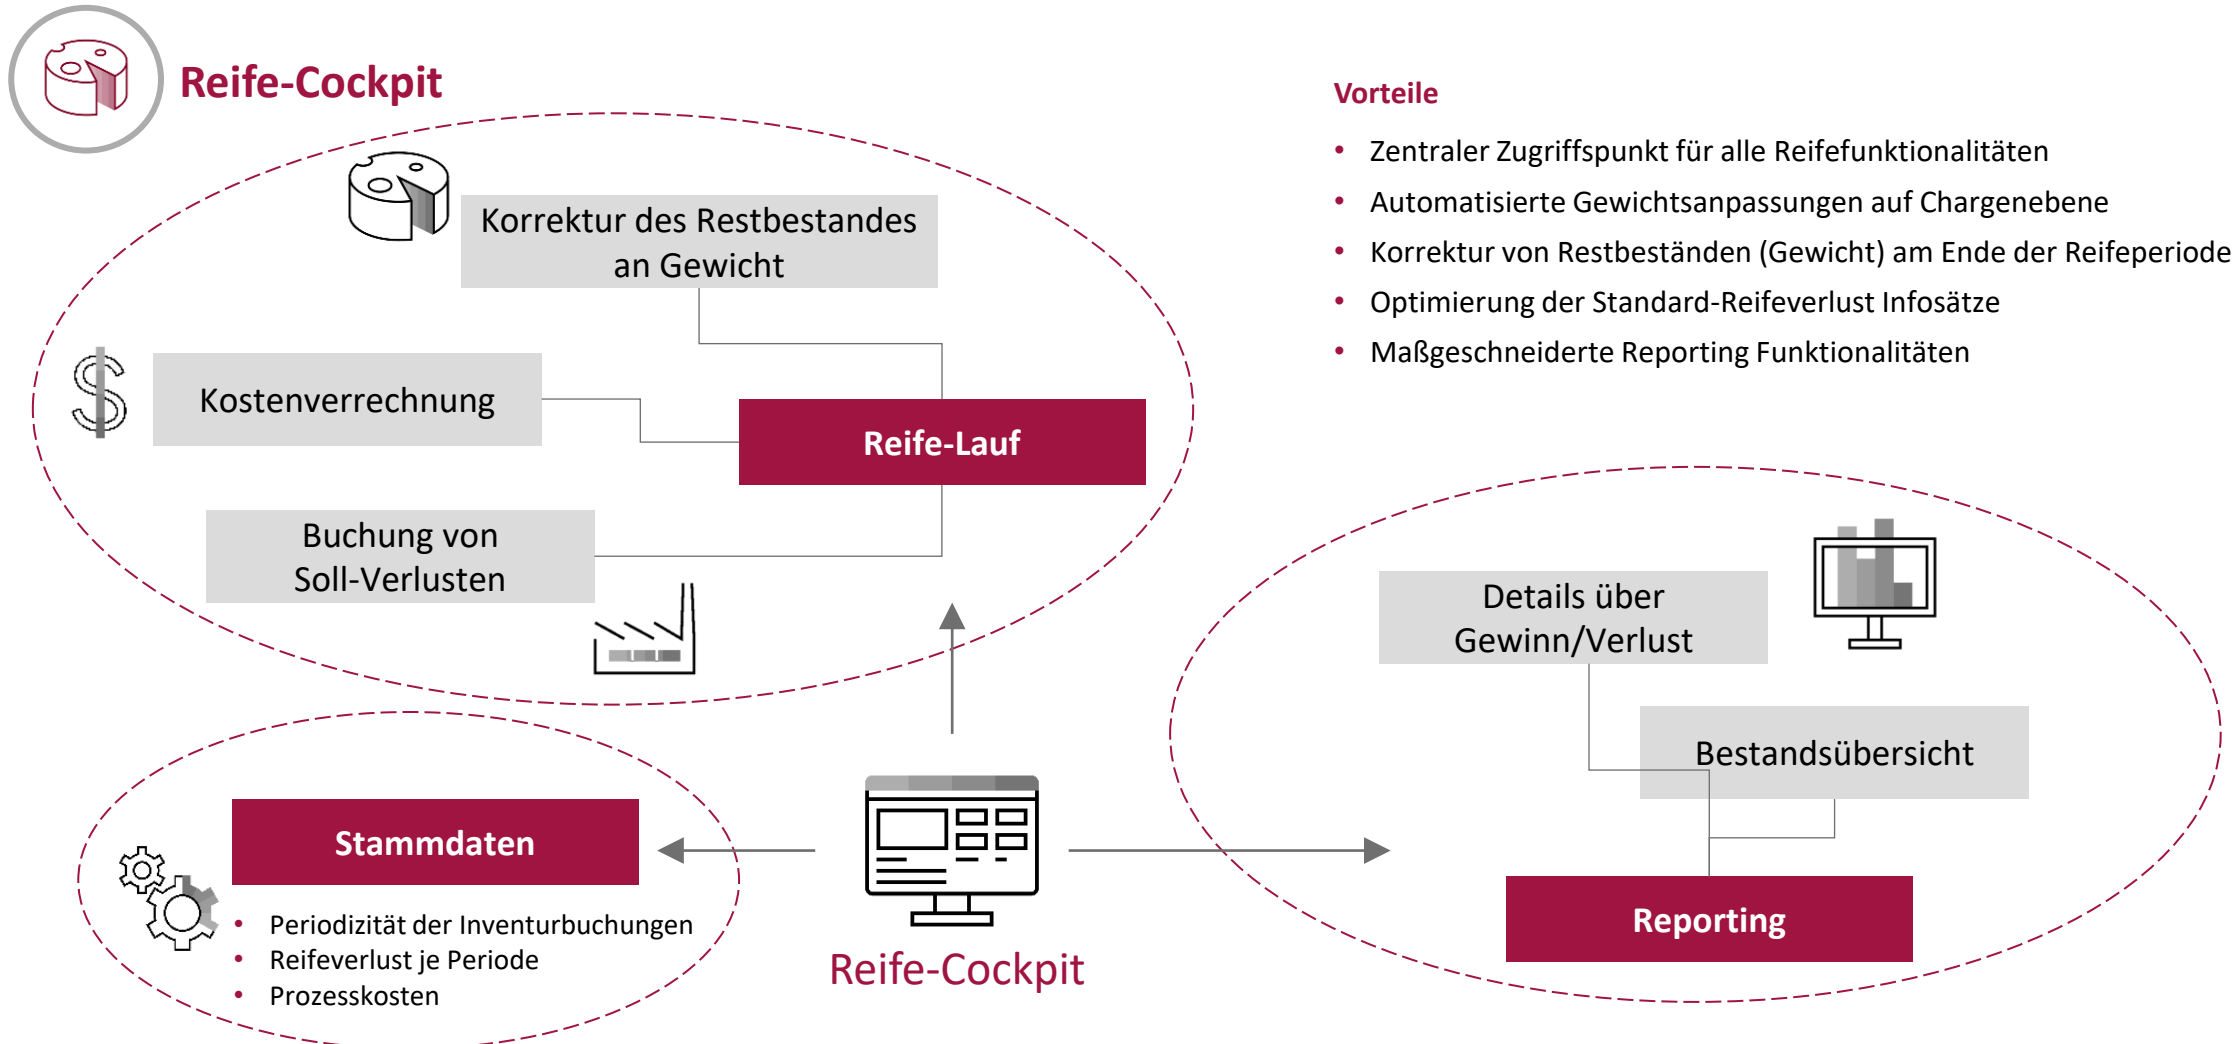 Reife-Cockpit
Vorteile
• Zentraler Zugriffspunkt für alle Reifefunktionalitäten
• Automatisierte Gewichtsanpassungen auf Chargenebene
• Korrektur von Restbeständen (Gewicht) am Ende der Reifeperiode
• Optimierung der Standard-Reifeverlust Infosätze
• Maßgeschneiderte Reporting Funktionalitäten
Korrektur des Restbestandes
an Gewicht
Kostenverrechnung
Reife-Lauf
Buchung von
Soll-Verlusten
Details über
Gewinn/Verlust
Bestandsübersicht
Reporting
Stammdaten
• Periodizität der Inventurbuchungen
• Reifeverlust je Periode
• Prozesskosten
Reife-Cockpit